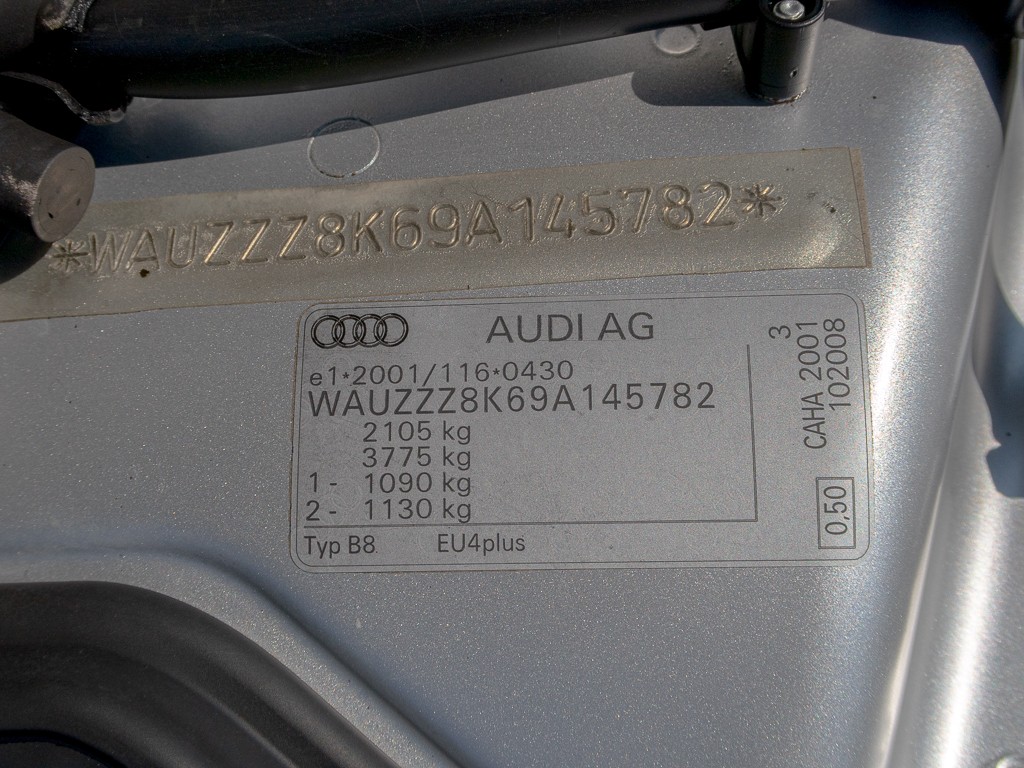 *WAUZZZ8K69A145782*
AUDI AG
e1*2001/116*0430
WAUZZZ8K69A145782
2105 kg
3775 kg
1 - 1090 kg
2 - 1130 kg
Typ B8 EU4plus
3
CAHA 2001
102008
0,50